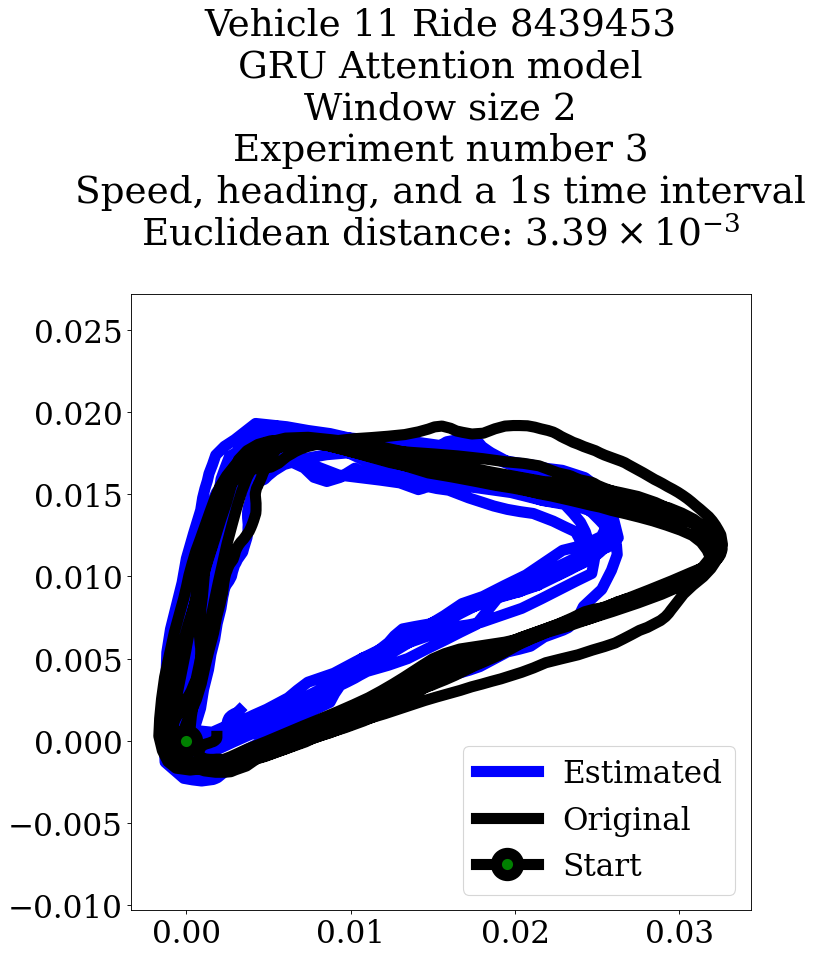 Vehicle 11 Ride 8439453
GRU Attention model
Window size 2
Experiment number 3
Speed, heading, and a 1s time interval
Euclidean distance: 3.39 × 10⁻³
0.025
0.020
0.015
0.010
0.005
0.000
−0.005
−0.010
Estimated
Original
Start
0.00 0.01 0.02 0.03